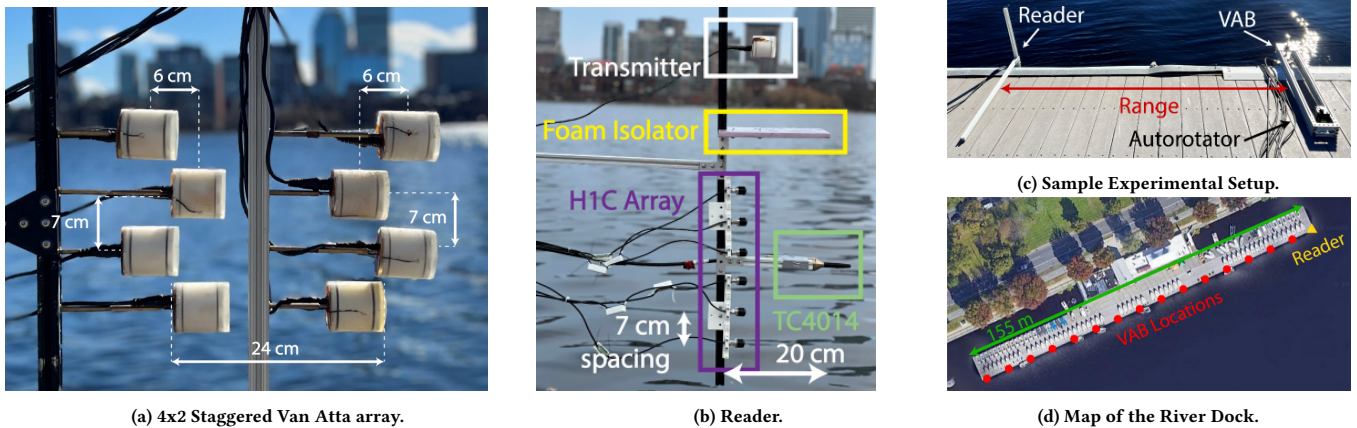 6 cm
6 cm
7 cm
7 cm
24 cm
(a) 4x2 Staggered Van Atta array.
Transmitter
Foam Isolator
H1C Array
TC4014
7 cm
spacing
20 cm
(b) Reader.
Reader
VAB
Range
Autorotator
(c) Sample Experimental Setup.
Reader
155 m
VAB Locations
(d) Map of the River Dock.